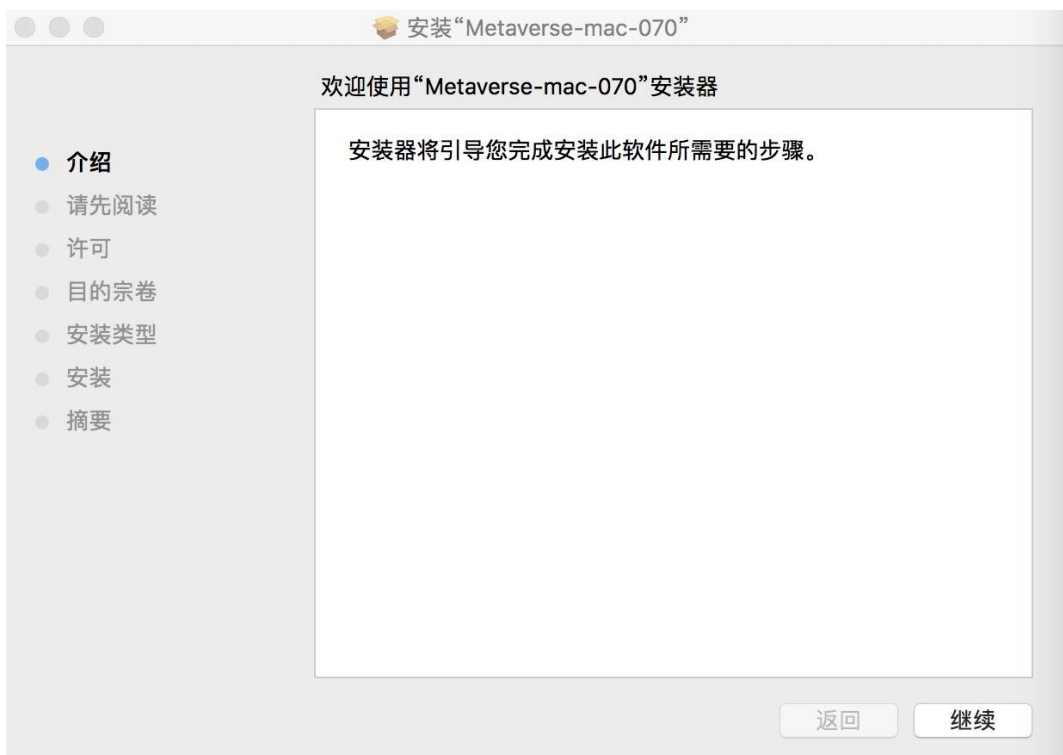 安装“Metaverse-mac-070”
欢迎使用“Metaverse-mac-070”安装器
介绍
请先阅读
许可
目的宗卷
安装类型
安装
摘要
安装器将引导您完成安装此软件所需要的步骤。
返回
继续